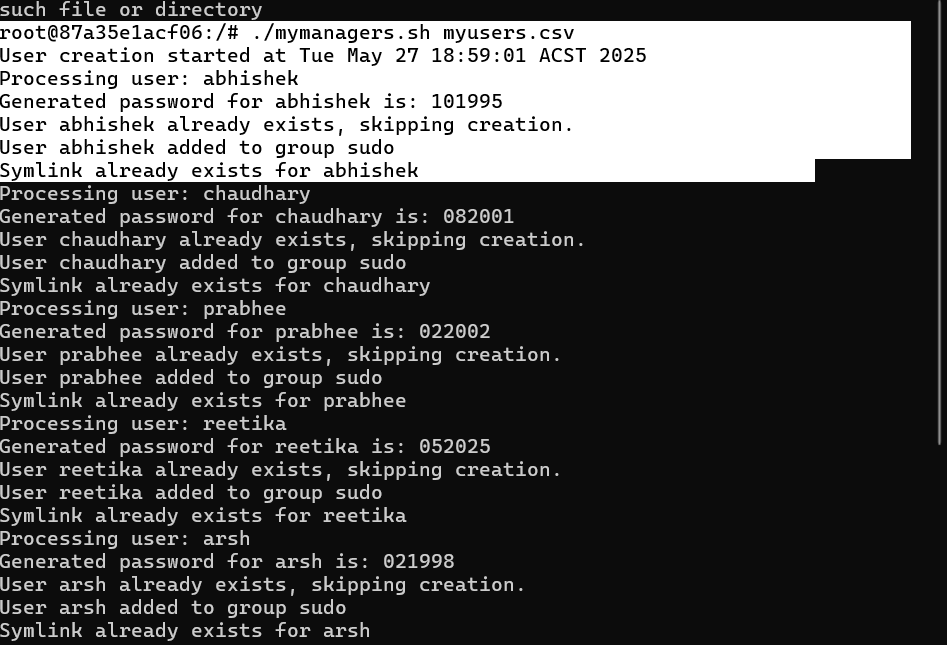 such file or directory
root@87a35e1acf06:/# ./mymanagers.sh myusers.csv
User creation started at Tue May 27 18:59:01 ACST 2025
Processing user: abhishek
Generated password for abhishek is: 101995
User abhishek already exists, skipping creation.
User abhishek added to group sudo
Symlink already exists for abhishek
Processing user: chaudhary
Generated password for chaudhary is: 082001
User chaudhary already exists, skipping creation.
User chaudhary added to group sudo
Symlink already exists for chaudhary
Processing user: prabhee
Generated password for prabhee is: 022002
User prabhee already exists, skipping creation.
User prabhee added to group sudo
Symlink already exists for prabhee
Processing user: reetika
Generated password for reetika is: 052025
User reetika already exists, skipping creation.
User reetika added to group sudo
Symlink already exists for reetika
Processing user: arsh
Generated password for arsh is: 021998
User arsh already exists, skipping creation.
User arsh added to group sudo
Symlink already exists for arsh